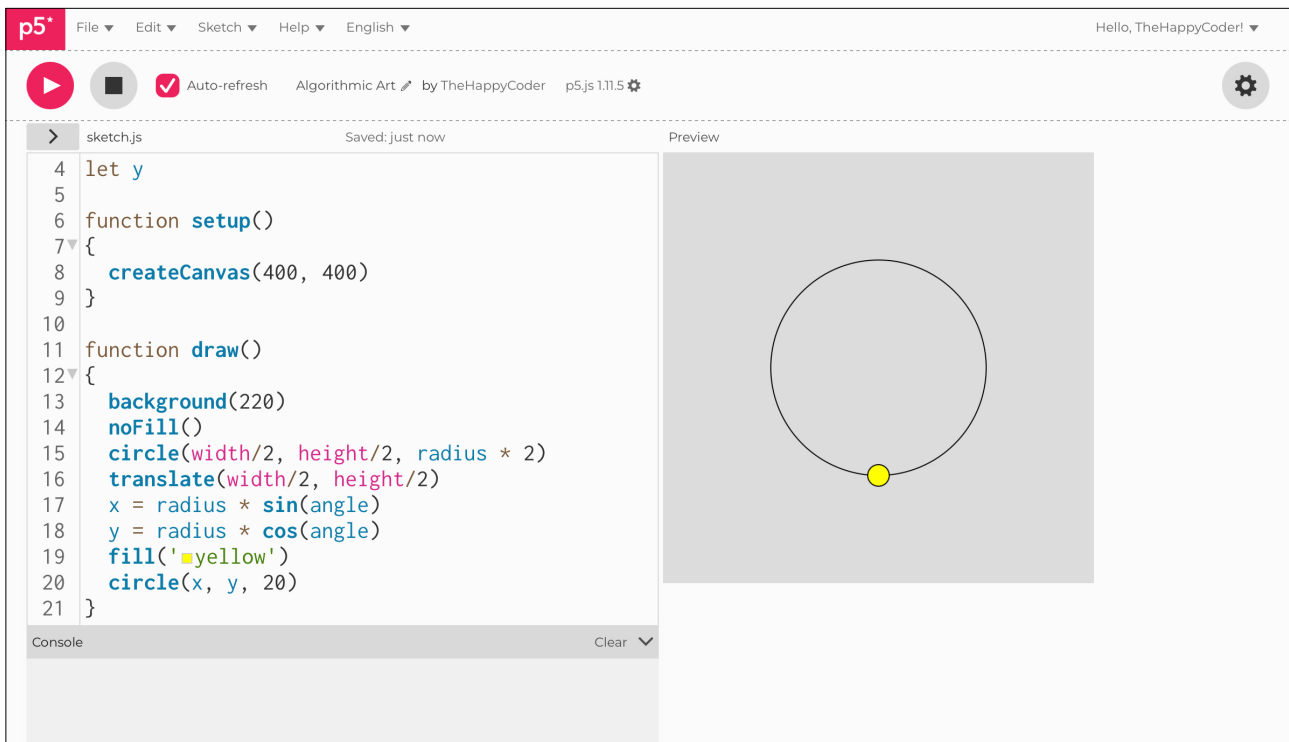 p5* File Edit Sketch Help English Hello, TheHappyCoder!
Auto-refresh Algorithmic Art by TheHappyCoder p5.js 1.11.5
sketch.js Saved: just now Preview
4 let y
5
6 function setup()
7 {
8   createCanvas(400, 400)
9 }
10
11 function draw()
12 {
13   background(220)
14   noFill()
15   circle(width/2, height/2, radius * 2)
16   translate(width/2, height/2)
17   x = radius * sin(angle)
18   y = radius * cos(angle)
19   fill('yellow')
20   circle(x, y, 20)
21 }
Console Clear